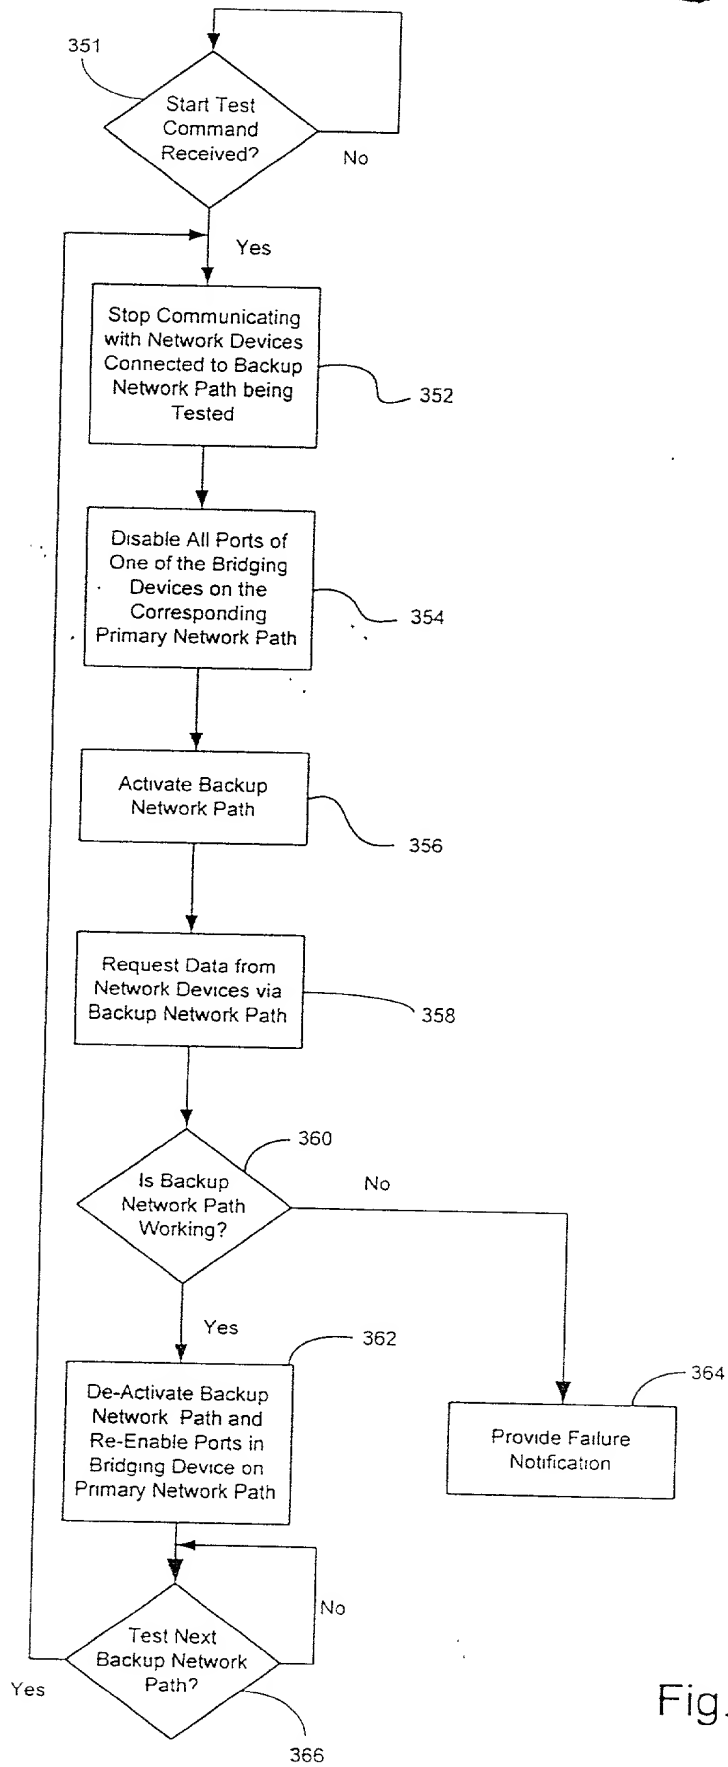 351
Start Test
Command
Received?
No
Yes
Stop Communicating
with Network Devices
Connected to Backup
Network Path being
Tested
352
Disable All Ports of
One of the Bridging
Devices on the
Corresponding
Primary Network Path
354
Activate Backup
Network Path
356
Request Data from
Network Devices via
Backup Network Path
358
360
Is Backup
Network Path
Working?
No
Yes
362
De-Activate Backup
Network Path and
Re-Enable Ports in
Bridging Device on
Primary Network Path
364
Provide Failure
Notification
No
Test Next
Backup Network
Path?
Yes
366
Fig.